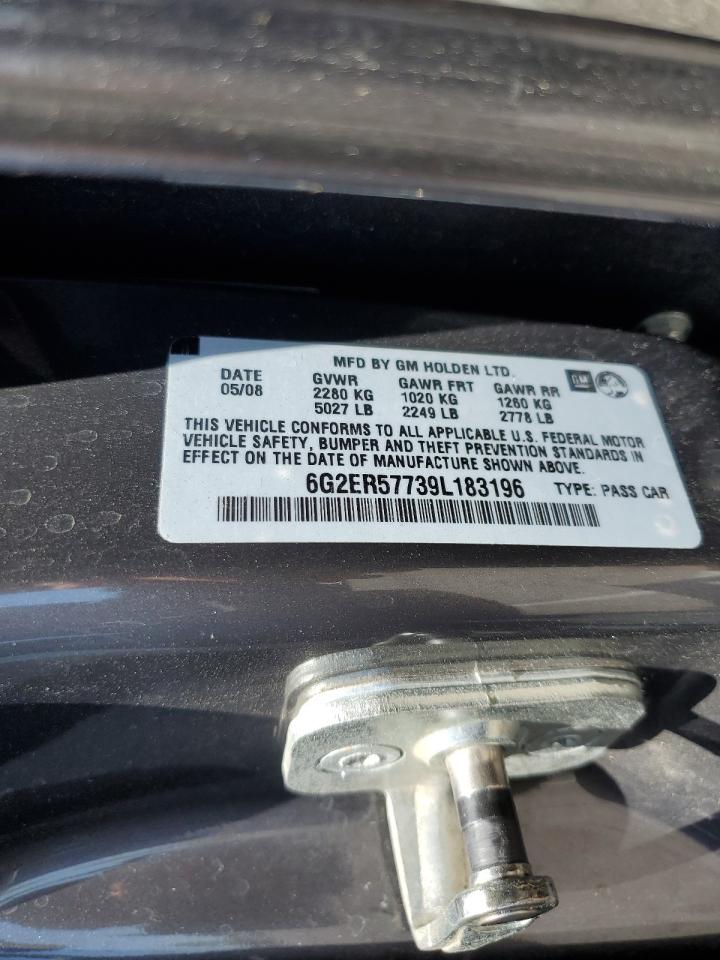 MFD BY GM HOLDEN LTD.
DATE GVWR GAWR FRT GAWR RR GM
05/08 2280 KG 1020 KG 1260 KG
5027 LB 2249 LB 2778 LB
THIS VEHICLE CONFORMS TO ALL APPLICABLE U.S. FEDERAL MOTOR
VEHICLE SAFETY, BUMPER AND THEFT PREVENTION STANDARDS IN
EFFECT ON THE DATE OF MANUFACTURE SHOWN ABOVE.
6G2ER57739L183196 TYPE: PASS CAR